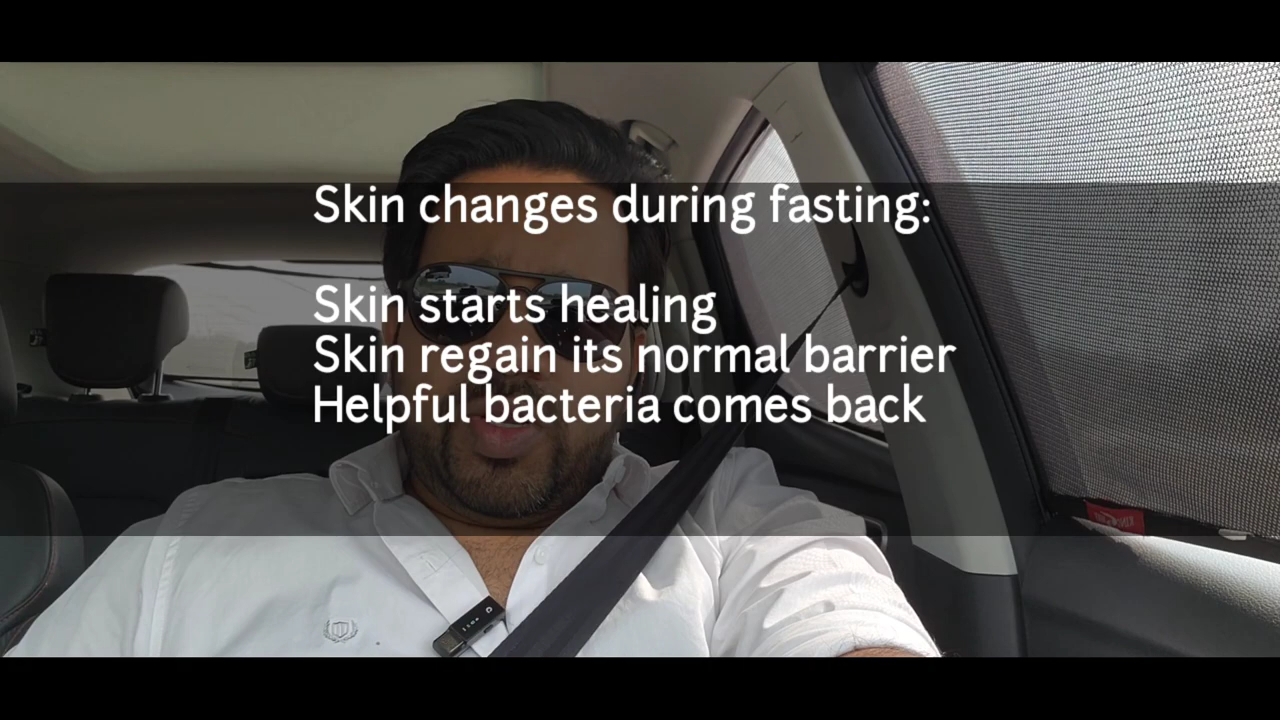 Skin changes during fasting:
Skin starts healing
Skin regain its normal barrier
Helpful bacteria comes back